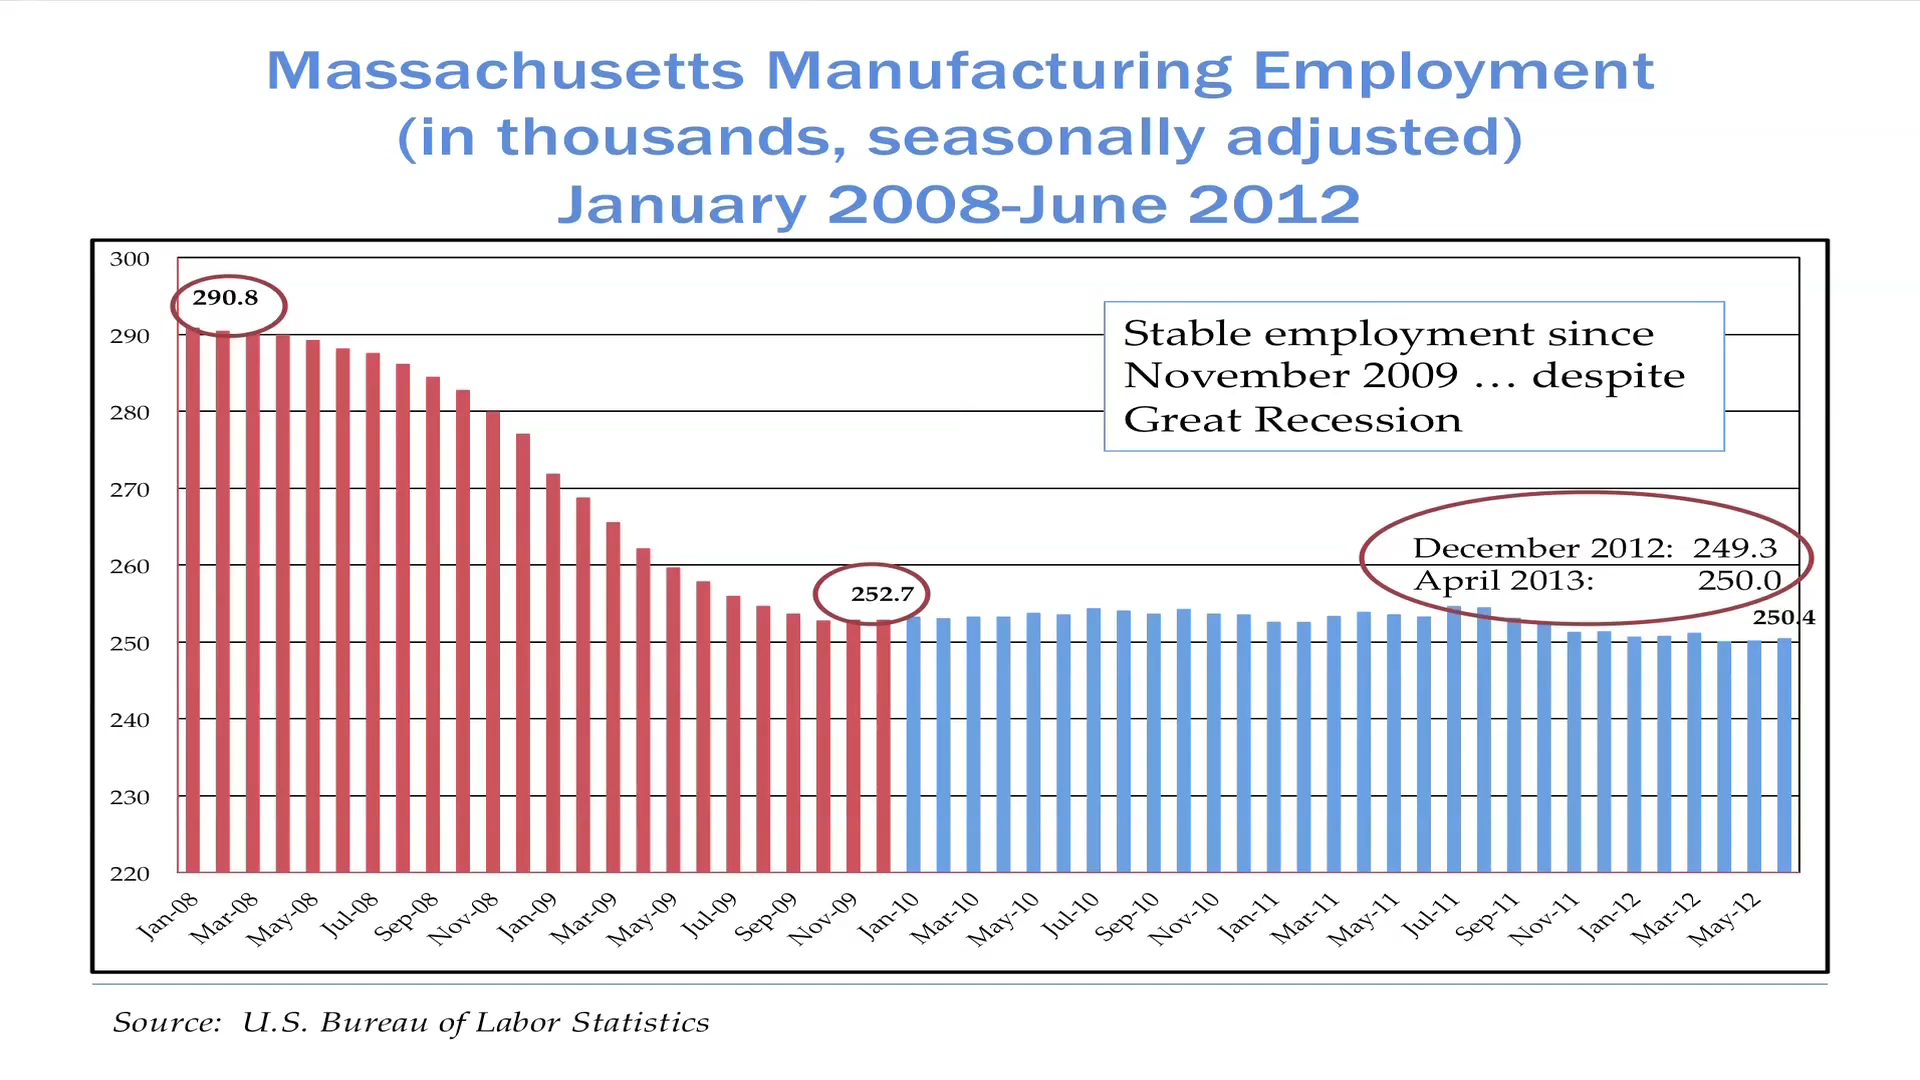 Massachusetts Manufacturing Employment
(in thousands, seasonally adjusted)
January 2008-June 2012
300
290
280
270
260
250
240
230
220
290.8
252.7
Stable employment since
November 2009 … despite
Great Recession
December 2012: 249.3
April 2013: 250.0
250.4
Jan-08
Mar-08
May-08
Jul-08
Sep-08
Nov-08
Jan-09
Mar-09
May-09
Jul-09
Sep-09
Nov-09
Jan-10
Mar-10
May-10
Jul-10
Sep-10
Nov-10
Jan-11
Mar-11
May-11
Jul-11
Sep-11
Nov-11
Jan-12
Mar-12
May-12
Source: U.S. Bureau of Labor Statistics